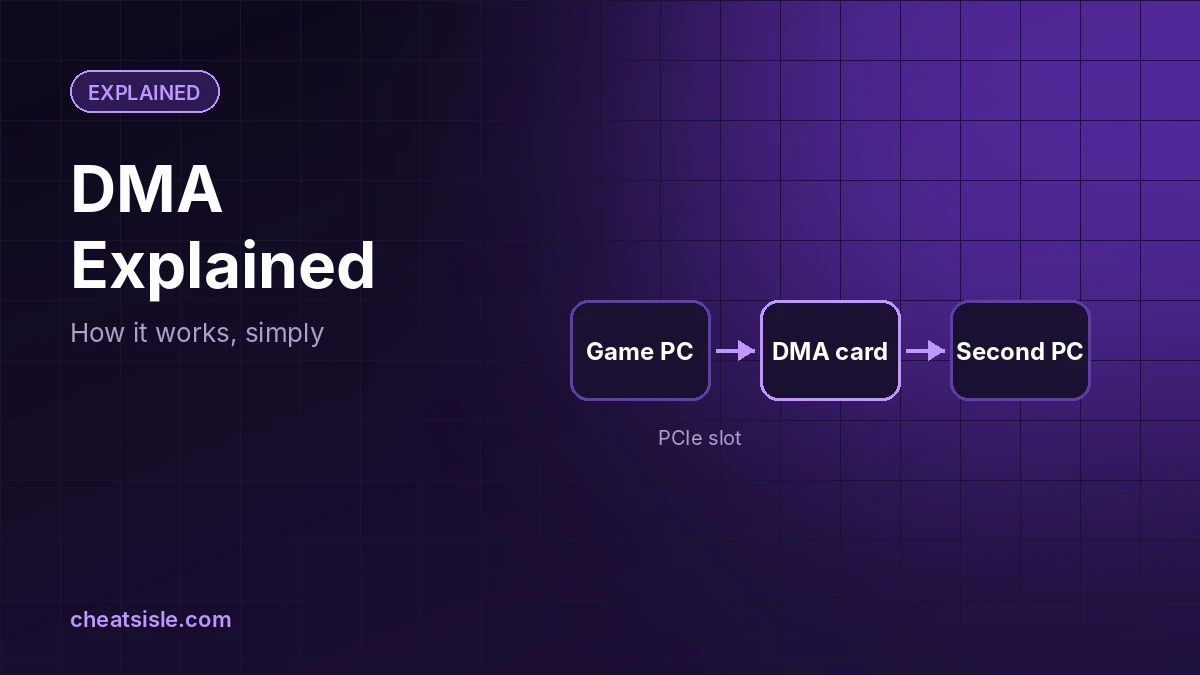 EXPLAINED
DMA
Explained
How it works, simply
Game PC
DMA card
Second PC
PCIe slot
cheatsisle.com